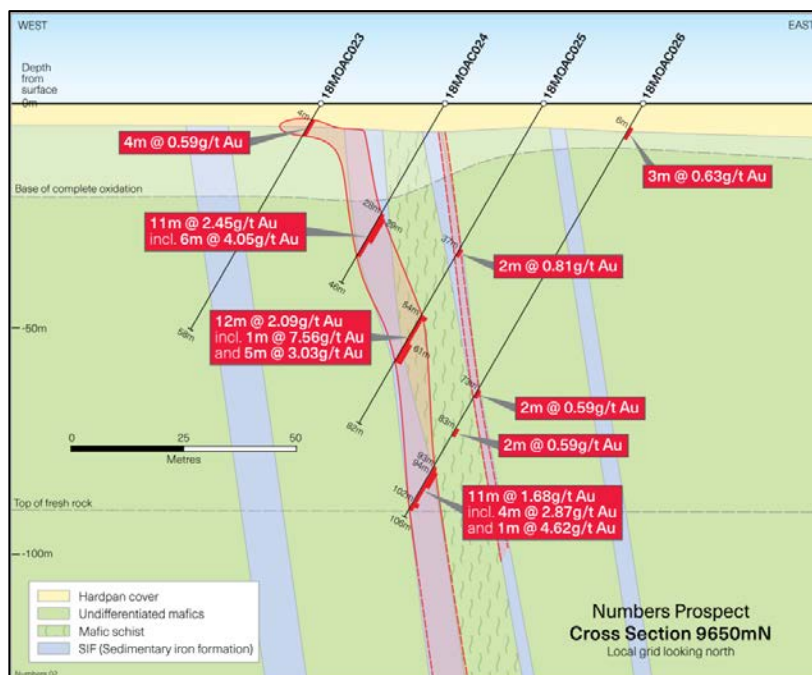 WEST
EAST
18MOAC023
18MOAC024
18MOAC025
18MOAC026
Depth
from
surface
0m
4m
6m
4m @ 0.59g/t Au
3m @ 0.63g/t Au
Base of complete oxidation
28m
29m
11m @ 2.45g/t Au
incl. 6m @ 4.05g/t Au
37m
2m @ 0.81g/t Au
46m
54m
-50m
58m
12m @ 2.09g/t Au
incl. 1m @ 7.56g/t Au
and 5m @ 3.03g/t Au
61m
73m
2m @ 0.59g/t Au
82m
83m
2m @ 0.59g/t Au
0 25 50
Metres
93m
94m
Top of fresh rock
102m
106m
11m @ 1.68g/t Au
incl. 4m @ 2.87g/t Au
and 1m @ 4.62g/t Au
-100m
Hardpan cover
Undifferentiated mafics
Mafic schist
SIF (Sedimentary iron formation)
Numbers Prospect
Cross Section 9650mN
Local grid looking north